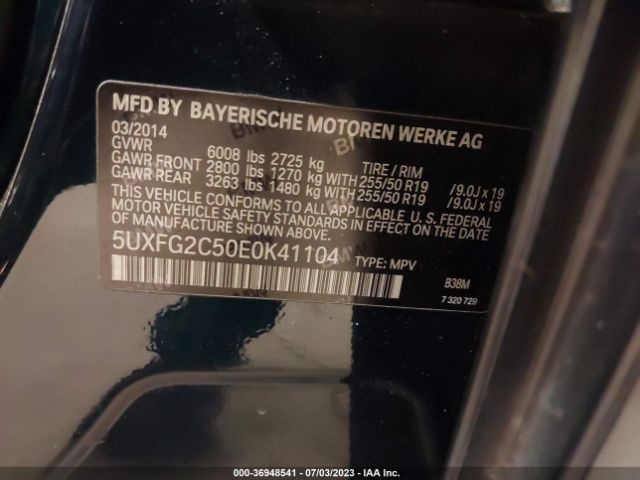 MFD BY BAYERISCHE MOTOREN WERKE AG
03/2014
GVWR 6008 lbs 2725 kg TIRE / RIM
GAWR FRONT 2800 lbs 1270 kg WITH 255/50 R19 /9.0J x 19
GAWR REAR 3263 lbs 1480 kg WITH 255/50 R19 /9.0J x 19
THIS VEHICLE CONFORMS TO ALL APPLICABLE U.S. FEDERAL
MOTOR VEHICLE SAFETY STANDARDS IN EFFECT ON THE DATE
OF MANUFACTURE SHOWN ABOVE.
5UXFG2C50E0K41104 TYPE: MPV
B38M
7 320 729
000-36948541 - 07/03/2023 - IAA Inc.